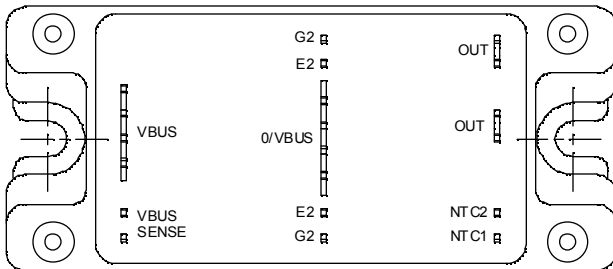 G2
OUT
E2
VBUS
0/VBUS
OUT
VBUS
SENSE
E2
G2
NTC2
NTC1